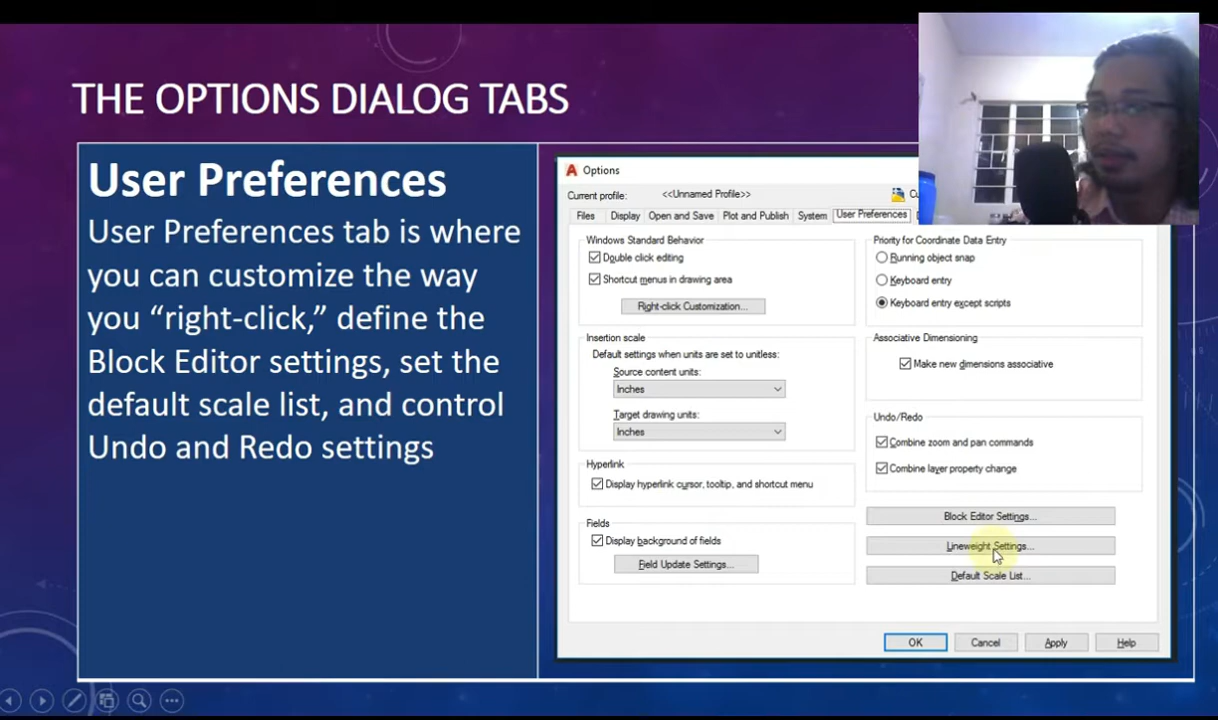 THE OPTIONS DIALOG TABS
User Preferences
User Preferences tab is where
you can customize the way
you “right-click,” define the
Block Editor settings, set the
default scale list, and control
Undo and Redo settings
Options
Current profile:
<<Unnamed Profile>>
Files
Display
Open and Save
Plot and Publish
System
User Preferences
Windows Standard Behavior
Double click editing
Shortcut menus in drawing area
Right-click Customization...
Insertion scale
Default settings when units are set to unitless:
Source content units:
Inches
Target drawing units:
Inches
Hyperlink
Display hyperlink cursor, tooltip, and shortcut menu
Fields
Display background of fields
Field Update Settings...
Priority for Coordinate Data Entry
Running object snap
Keyboard entry
Keyboard entry except scripts
Associative Dimensioning
Make new dimensions associative
Undo/Redo
Combine zoom and pan commands
Combine layer property change
Block Editor Settings...
Lineweight Settings...
Default Scale List...
OK
Cancel
Apply
Help